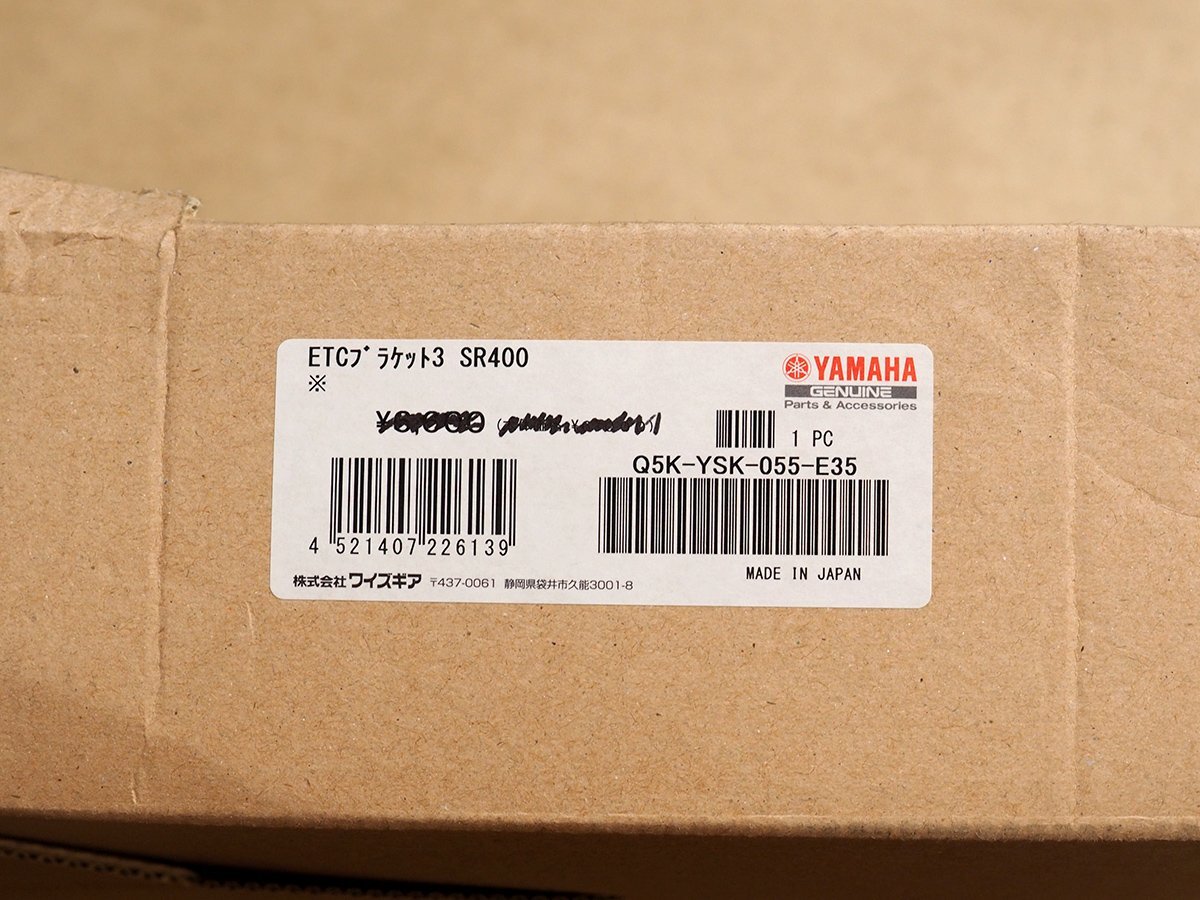 ETCﾌﾞﾗｹｯﾄ3 SR400
※
YAMAHA
GENUINE
Parts & Accessories
1 PC
Q5K-YSK-055-E35
4 521407 226139
MADE IN JAPAN
株式会社ワイズギア 〒437-0061 静岡県袋井市久能3001-8